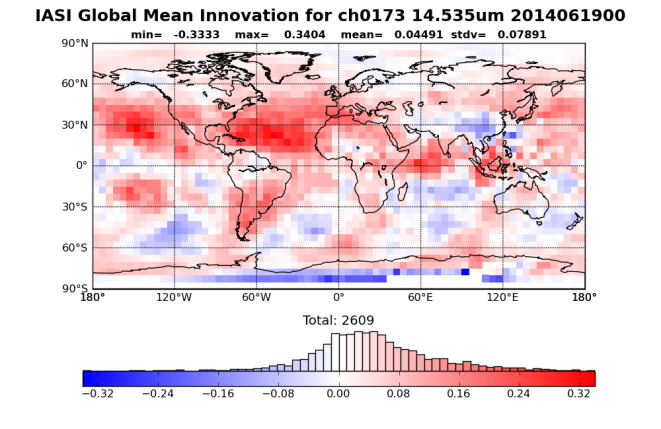 IASI Global Mean Innovation for ch0173 14.535um 2014061900
min= -0.3333 max= 0.3404 mean= 0.04491 stdv= 0.07891
90°N
60°N
30°N
0°
30°S
60°S
90°S
180° 120°W 60°W 0° 60°E 120°E 180°
Total: 2609
−0.32 −0.24 −0.16 −0.08 0.00 0.08 0.16 0.24 0.32